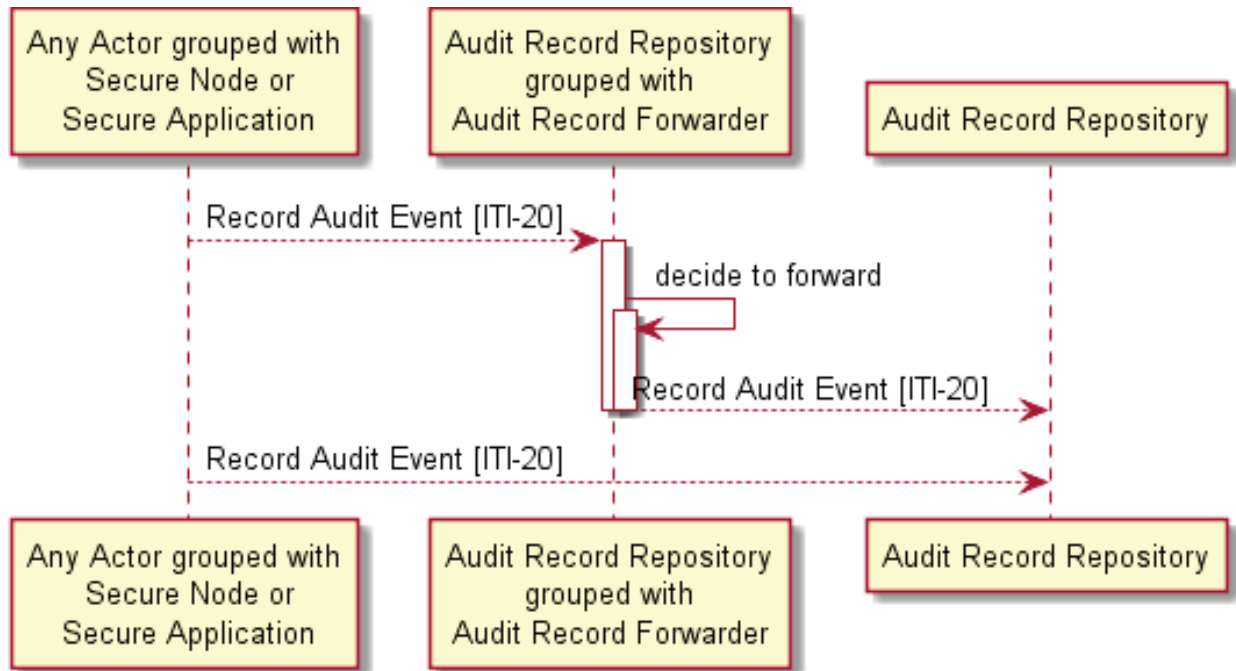 Any Actor grouped with
Secure Node or
Secure Application
Audit Record Repository
grouped with
Audit Record Forwarder
Audit Record Repository
Record Audit Event [ITI-20]
decide to forward
Record Audit Event [ITI-20]
Record Audit Event [ITI-20]
Any Actor grouped with
Secure Node or
Secure Application
Audit Record Repository
grouped with
Audit Record Forwarder
Audit Record Repository